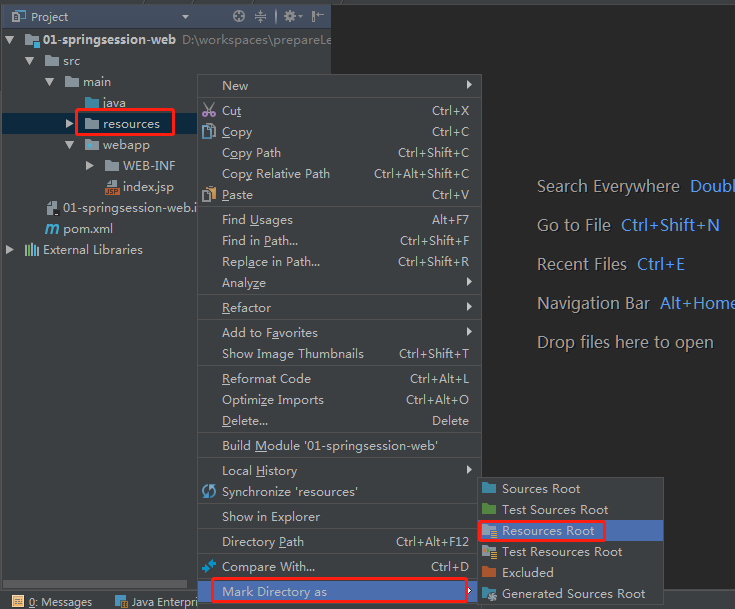 Project
01-springsession-web D:\workspaces\prepareLe
src
main
java
resources
webapp
WEB-INF
index.jsp
01-springsession-web.i
pom.xml
External Libraries
New
Cut Ctrl+X
Copy Ctrl+C
Copy Path Ctrl+Shift+C
Copy Relative Path Ctrl+Alt+Shift+C
Paste Ctrl+V
Find Usages Alt+F7
Find in Path... Ctrl+Shift+F
Replace in Path... Ctrl+Shift+R
Analyze
Refactor
Add to Favorites
Show Image Thumbnails Ctrl+Shift+T
Reformat Code Ctrl+Alt+L
Optimize Imports Ctrl+Alt+O
Delete... Delete
Build Module '01-springsession-web'
Local History
Synchronize 'resources'
Show in Explorer
Directory Path Ctrl+Alt+F12
Compare With... Ctrl+D
Mark Directory as
Sources Root
Test Sources Root
Resources Root
Test Resources Root
Excluded
Generated Sources Root
Search Everywhere Doubl
Go to File Ctrl+Shift+N
Recent Files Ctrl+E
Navigation Bar Alt+Home
Drop files here to open
0: Messages Java Enterpri